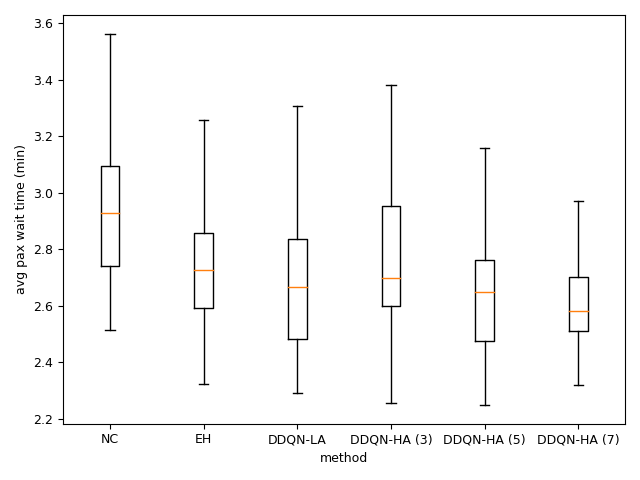 3.6
3.4
3.2
3.0
2.8
2.6
2.4
2.2
avg pax wait time (min)
NC EH DDQN-LA DDQN-HA (3) DDQN-HA (5) DDQN-HA (7)
method